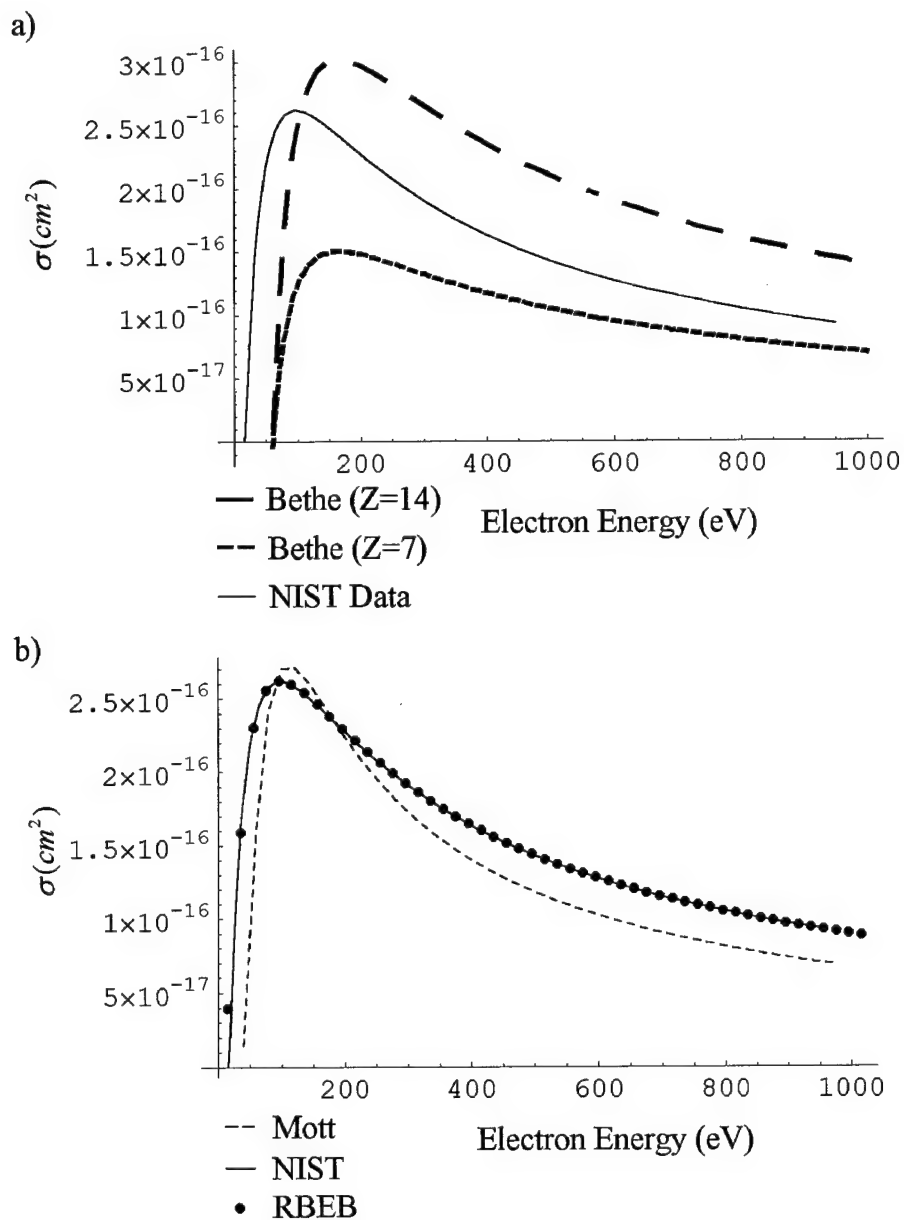 a)
3×10⁻¹⁶
2.5×10⁻¹⁶
2×10⁻¹⁶
1.5×10⁻¹⁶
1×10⁻¹⁶
5×10⁻¹⁷
σ(cm²)
200 400 600 800 1000
Electron Energy (eV)
Bethe (Z=14)
Bethe (Z=7)
NIST Data
b)
2.5×10⁻¹⁶
2×10⁻¹⁶
1.5×10⁻¹⁶
1×10⁻¹⁶
5×10⁻¹⁷
σ(cm²)
200 400 600 800 1000
Electron Energy (eV)
Mott
NIST
RBEB